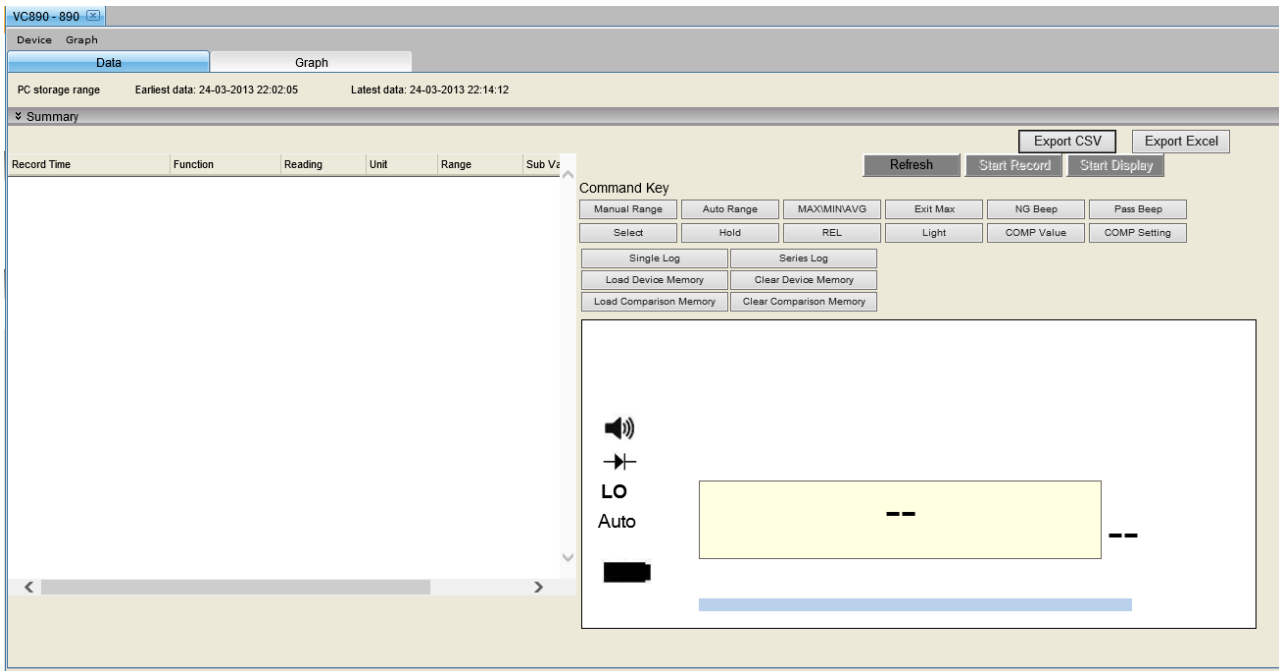 VC890 - 890
Device Graph
Data Graph
PC storage range Earliest data: 24-03-2013 22:02:05 Latest data: 24-03-2013 22:14:12
Summary
Export CSV Export Excel
Record Time Function Reading Unit Range Sub Va
Refresh Start Record Start Display
Command Key
Manual Range Auto Range MAX\MIN\AVG Exit Max NG Beep Pass Beep
Select Hold REL Light COMP Value COMP Setting
Single Log Series Log
Load Device Memory Clear Device Memory
Load Comparison Memory Clear Comparison Memory
LO
Auto
--
--